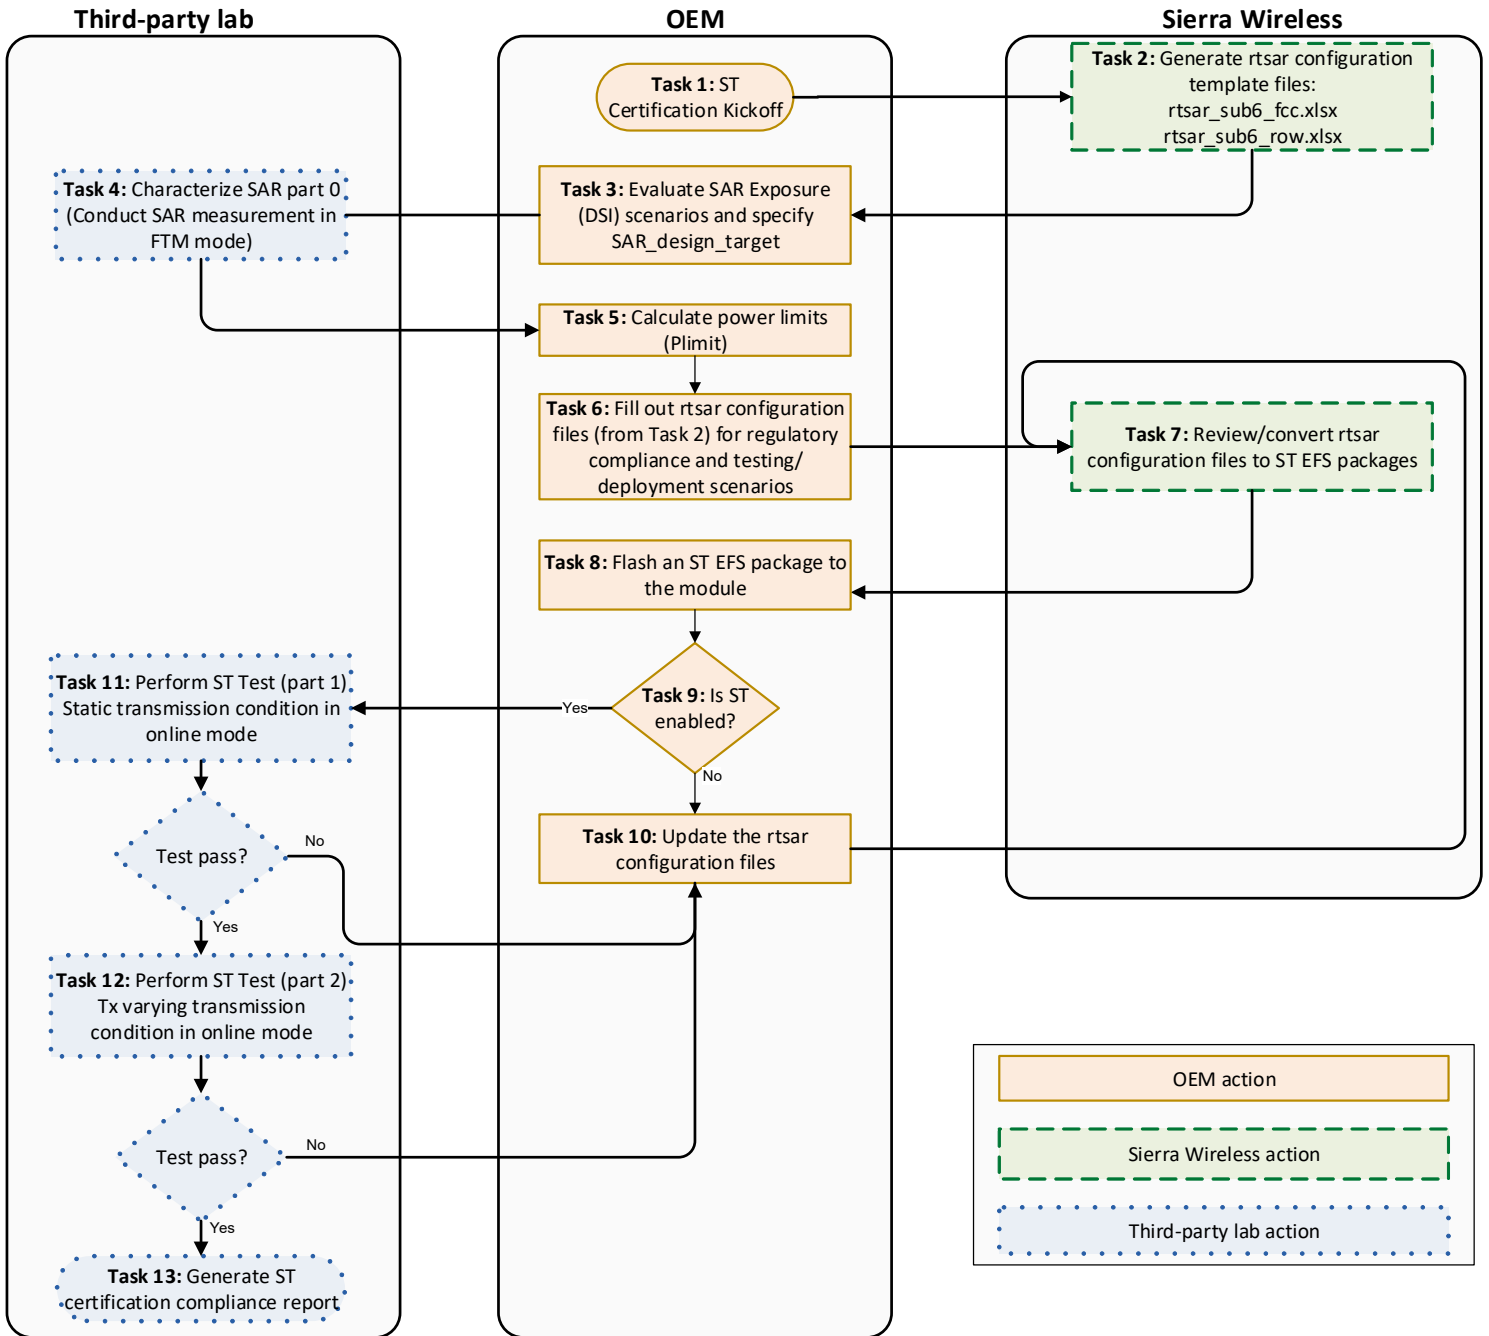 Third-party lab
OEM
Sierra Wireless
Task 1: ST
Certification Kickoff
Task 2: Generate rtsar configuration
template files:
rtsar_sub6_fcc.xlsx
rtsar_sub6_row.xlsx
Task 3: Evaluate SAR Exposure
(DSI) scenarios and specify
SAR_design_target
Task 4: Characterize SAR part 0
(Conduct SAR measurement in
FTM mode)
Task 5: Calculate power limits
(Plimit)
Task 6: Fill out rtsar configuration
files (from Task 2) for regulatory
compliance and testing/
deployment scenarios
Task 7: Review/convert rtsar
configuration files to ST EFS packages
Task 8: Flash an ST EFS package to
the module
Task 9: Is ST
enabled?
Yes
No
Task 10: Update the rtsar
configuration files
Task 11: Perform ST Test (part 1)
Static transmission condition in
online mode
Test pass?
No
Yes
Task 12: Perform ST Test (part 2)
Tx varying transmission
condition in online mode
Test pass?
No
Yes
Task 13: Generate ST
certification compliance report
OEM action
Sierra Wireless action
Third-party lab action